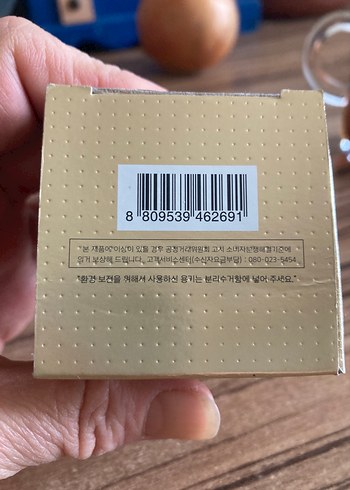 8 809539 462691
"본 제품에 이상이 있을 경우 공정거래위원회 고시 소비자분쟁해결기준에
의거 보상해 드립니다. 고객서비스센터(수신자요금부담) : 080-023-5454
"환경 보전을 위해서 사용하신 용기는 분리수거함에 넣어 주세요."